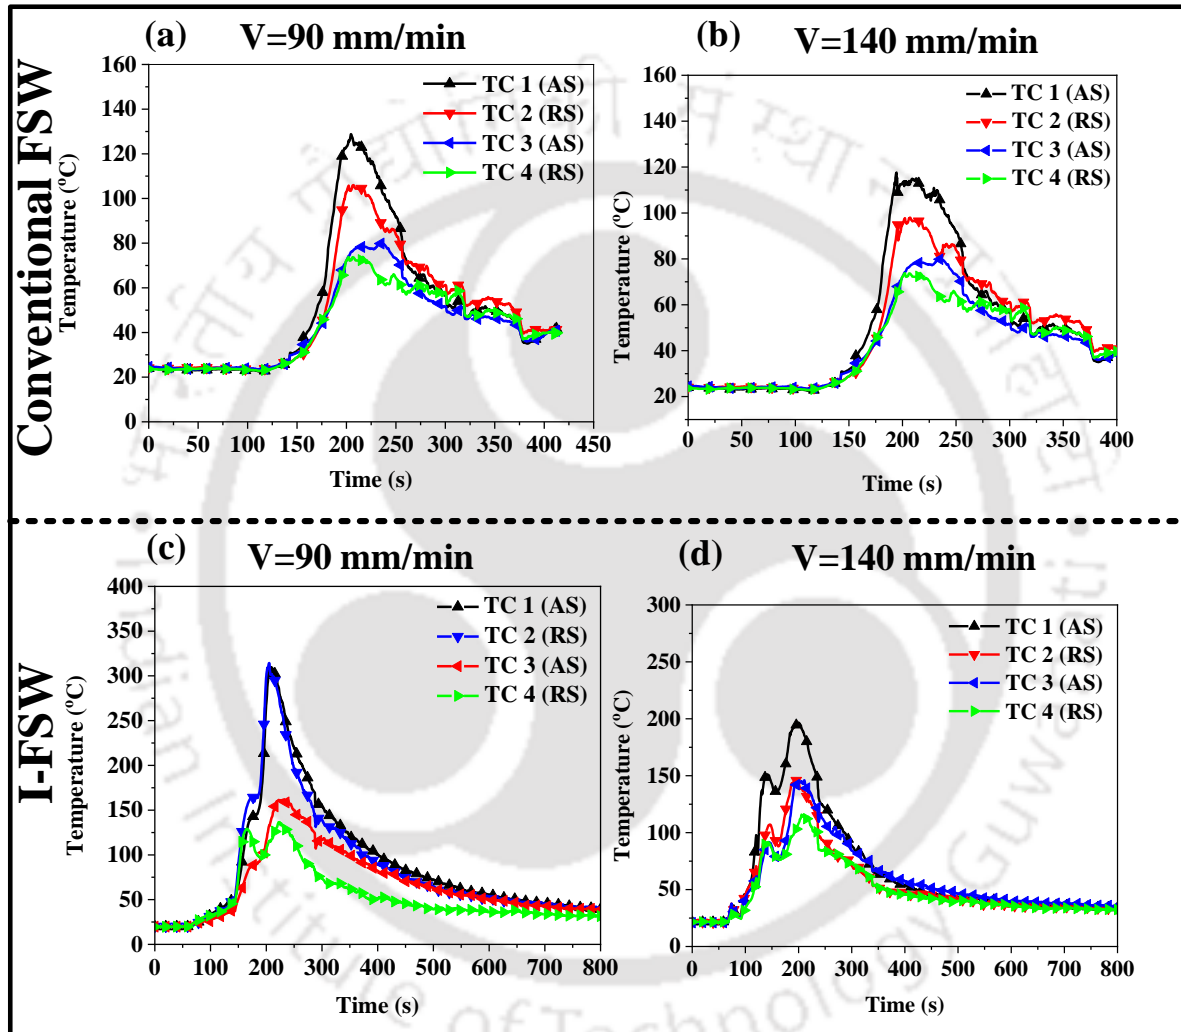 Conventional FSW
(a) V=90 mm/min
Temperature (°C)
160
140
120
100
80
60
40
20
0
TC 1 (AS)
TC 2 (RS)
TC 3 (AS)
TC 4 (RS)
0 50 100 150 200 250 300 350 400 450
Time (s)
(b) V=140 mm/min
Temperature (°C)
160
140
120
100
80
60
40
20
TC 1 (AS)
TC 2 (RS)
TC 3 (AS)
TC 4 (RS)
0 50 100 150 200 250 300 350 400
Time (s)
I-FSW
(c) V=90 mm/min
Temperature (°C)
400
350
300
250
200
150
100
50
0
TC 1 (AS)
TC 2 (RS)
TC 3 (AS)
TC 4 (RS)
0 100 200 300 400 500 600 700 800
Time (s)
(d) V=140 mm/min
Temperature (°C)
300
250
200
150
100
50
0
TC 1 (AS)
TC 2 (RS)
TC 3 (AS)
TC 4 (RS)
0 100 200 300 400 500 600 700 800
Time (s)
Indian Institute of Technology Guwahati